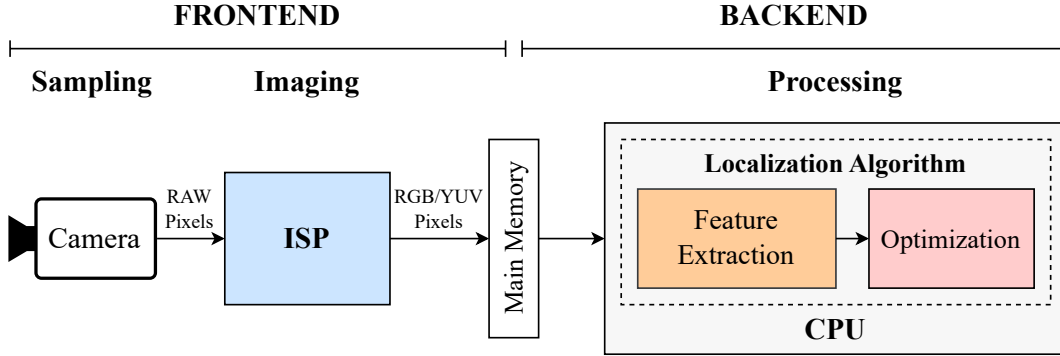 FRONTEND
BACKEND
Sampling
Imaging
Processing
Camera
RAW
Pixels
ISP
RGB/YUV
Pixels
Main Memory
Localization Algorithm
Feature
Extraction
Optimization
CPU